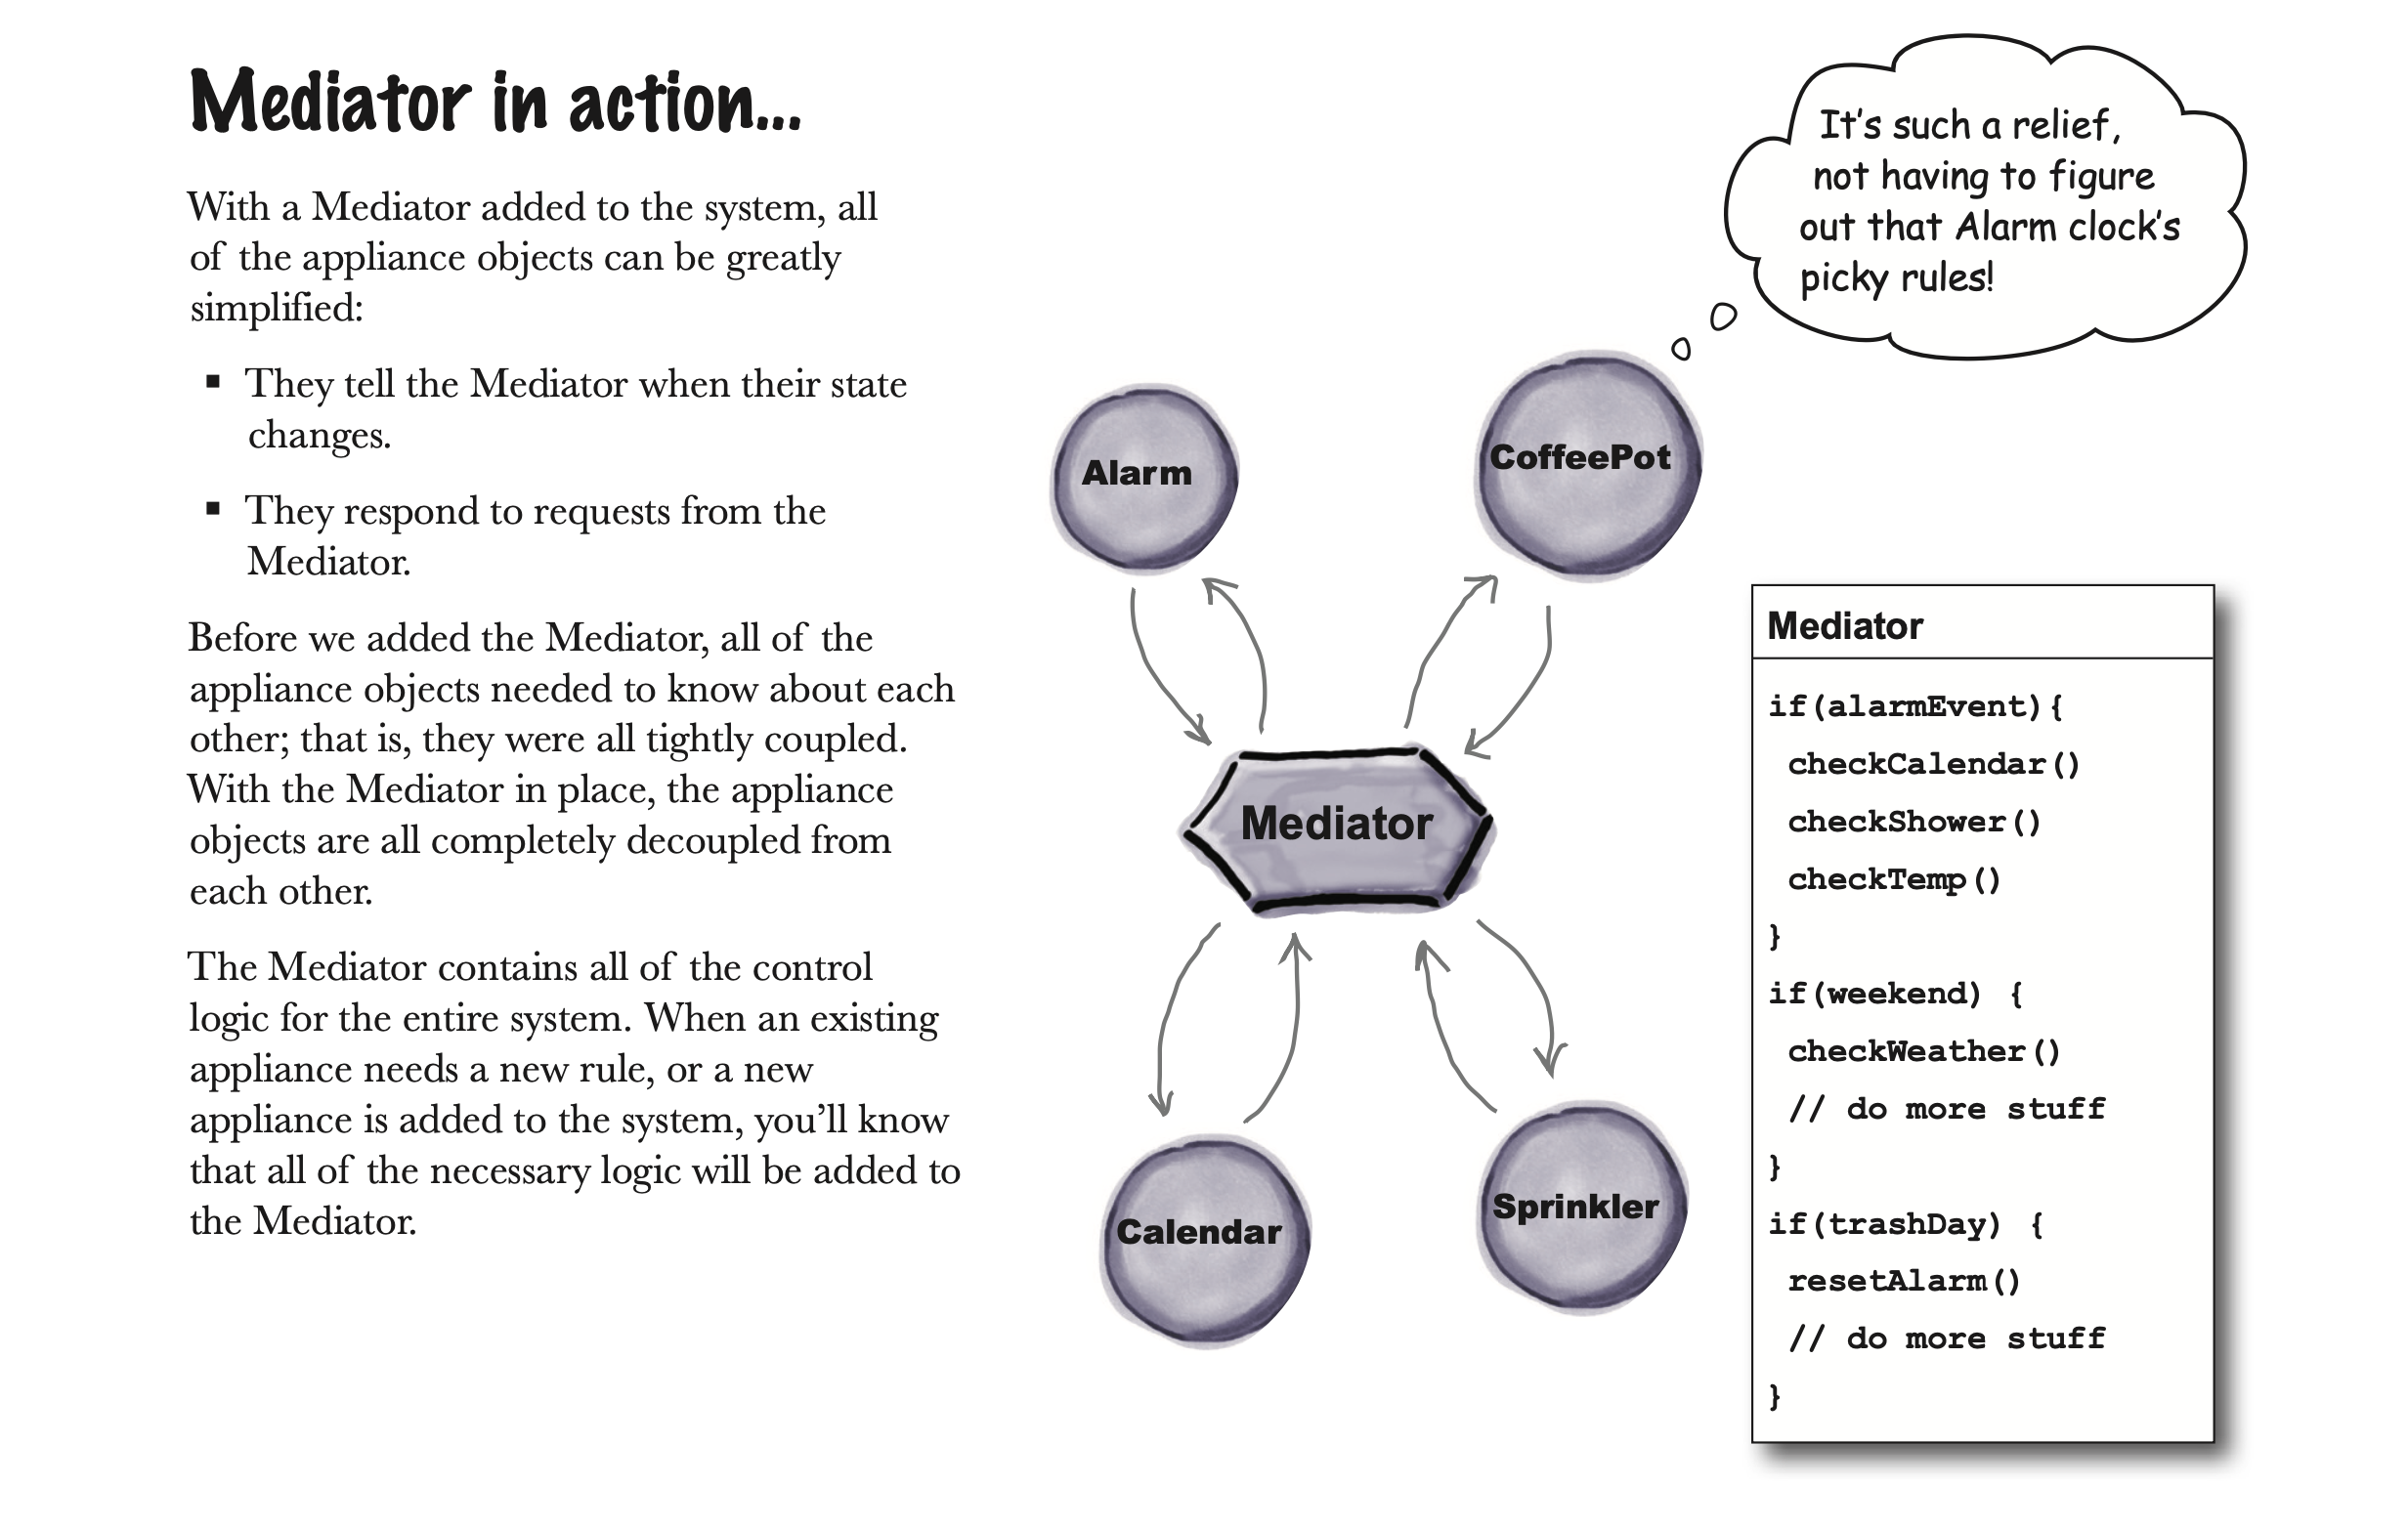 Mediator in action...
With a Mediator added to the system, all
of the appliance objects can be greatly
simplified:
▪ They tell the Mediator when their state
changes.
▪ They respond to requests from the
Mediator.
Before we added the Mediator, all of the
appliance objects needed to know about each
other; that is, they were all tightly coupled.
With the Mediator in place, the appliance
objects are all completely decoupled from
each other.
The Mediator contains all of the control
logic for the entire system. When an existing
appliance needs a new rule, or a new
appliance is added to the system, you’ll know
that all of the necessary logic will be added to
the Mediator.
It’s such a relief,
not having to figure
out that Alarm clock’s
picky rules!
Alarm
CoffeePot
Mediator
Calendar
Sprinkler
Mediator
if(alarmEvent){
checkCalendar()
checkShower()
checkTemp()
}
if(weekend) {
checkWeather()
// do more stuff
}
if(trashDay) {
resetAlarm()
// do more stuff
}